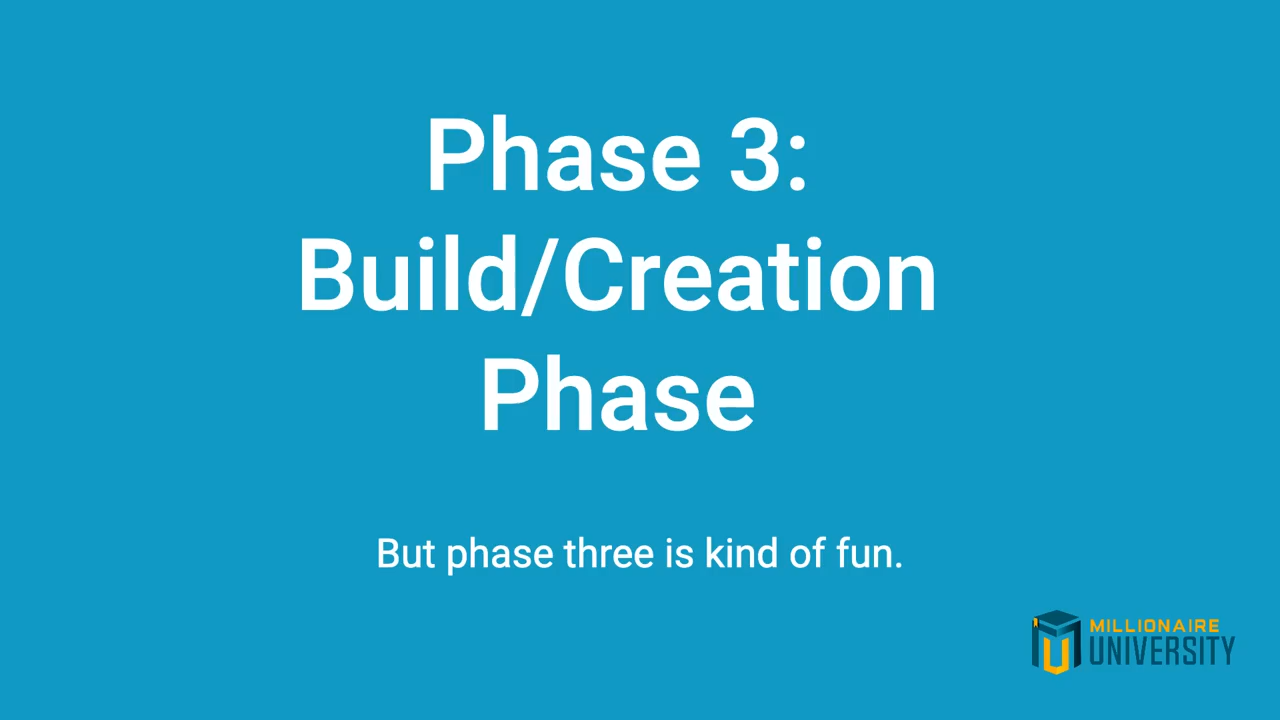 Phase 3:
Build/Creation
Phase
But phase three is kind of fun.
MILLIONAIRE
UNIVERSITY